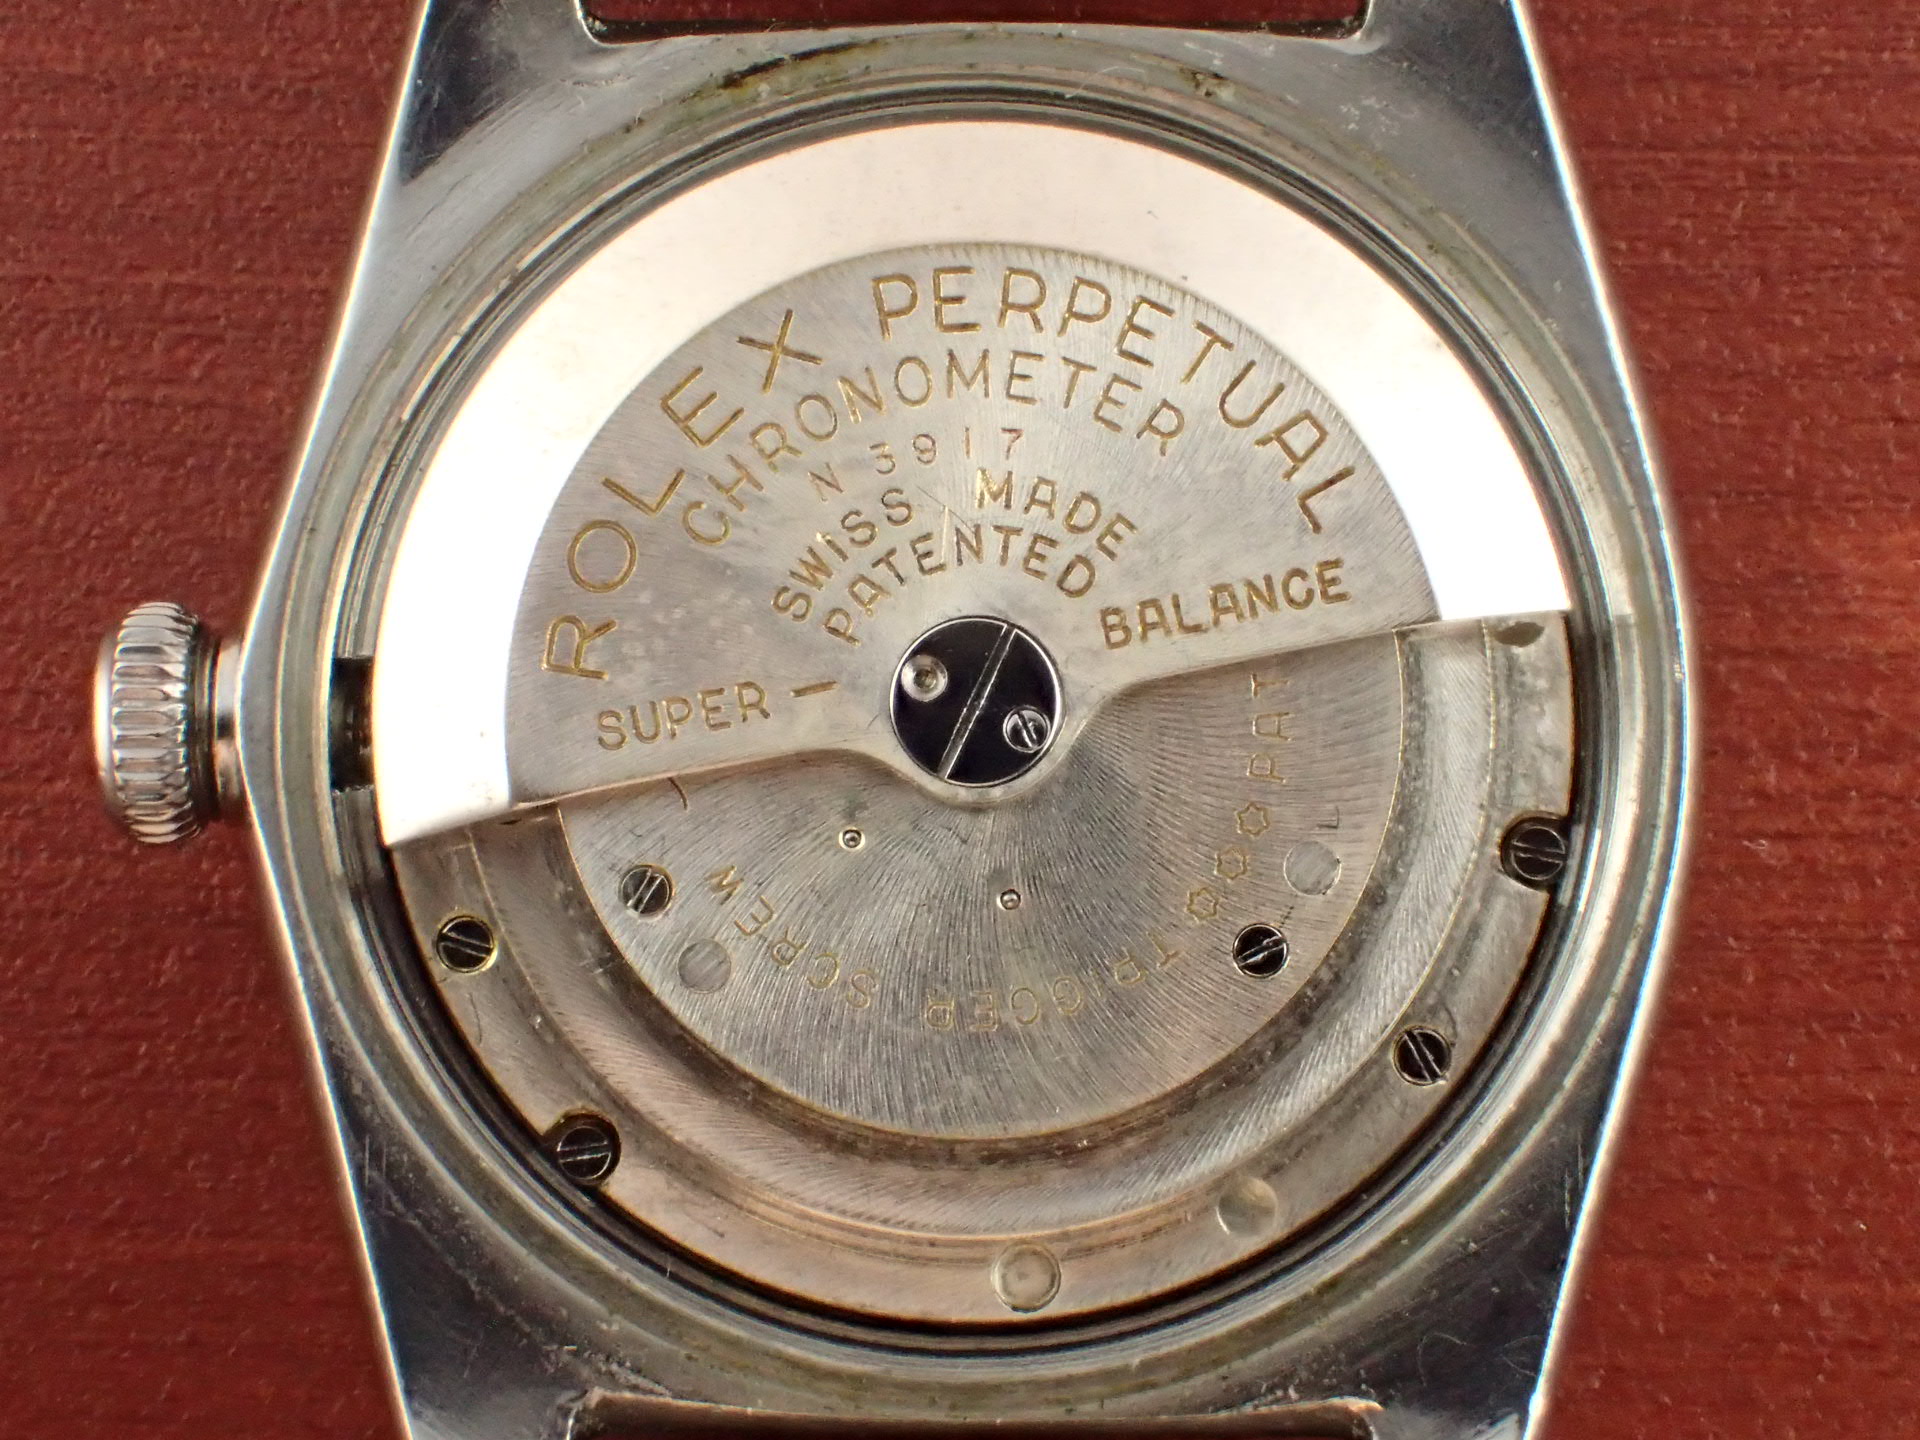 ROLEX PERPETUAL
CHRONOMETER
N 3917
SWISS MADE
PATENTED
SUPER - BALANCE
PAT
TRIGGER SCREW